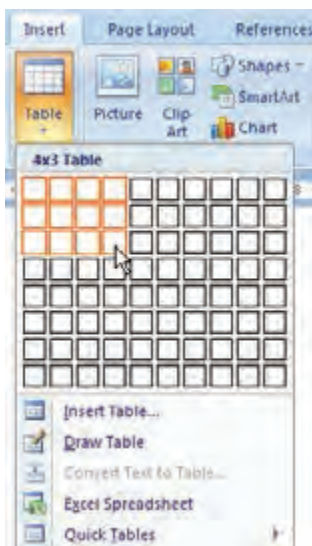 Insert Page Layout References
Table Picture Clip Art Shapes SmartArt Chart
4x3 Table
Insert Table...
Draw Table
Convert Text to Table...
Excel Spreadsheet
Quick Tables